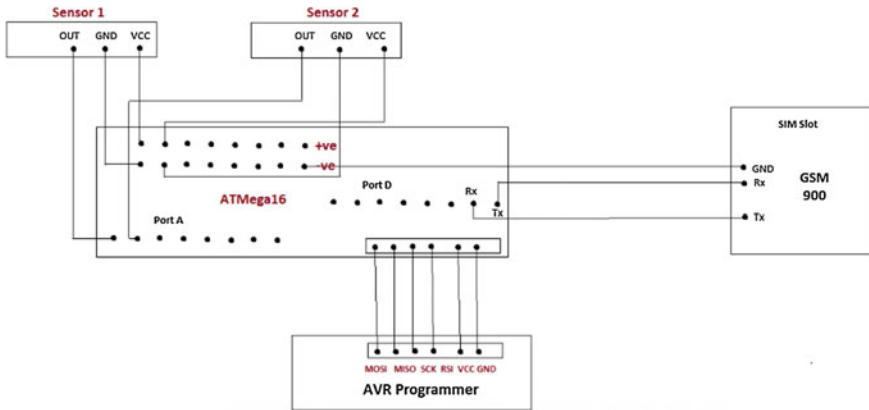 Sensor 1
Sensor 2
OUT GND VCC
OUT GND VCC
SIM Slot
+ve
-ve
GND
Rx
GSM
900
Tx
ATMega16
Port D
Rx
Tx
Port A
MOSI MISO SCK RSI VCC GND
AVR Programmer